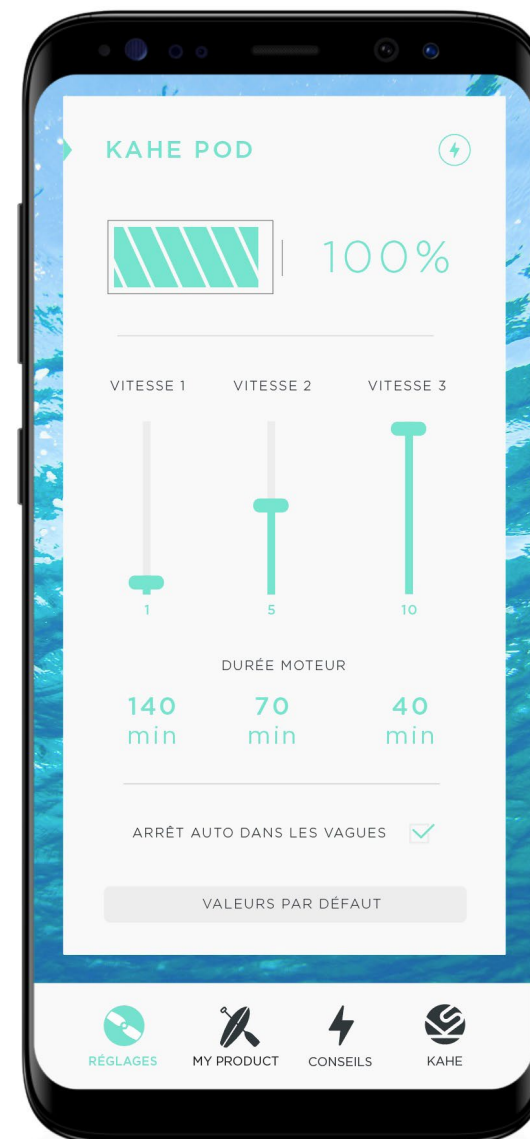 KAHE POD
100%
VITESSE 1 VITESSE 2 VITESSE 3
1 5 10
DURÉE MOTEUR
140 70 40
min min min
ARRÊT AUTO DANS LES VAGUES
VALEURS PAR DÉFAUT
RÉGLAGES MY PRODUCT CONSEILS KAHE